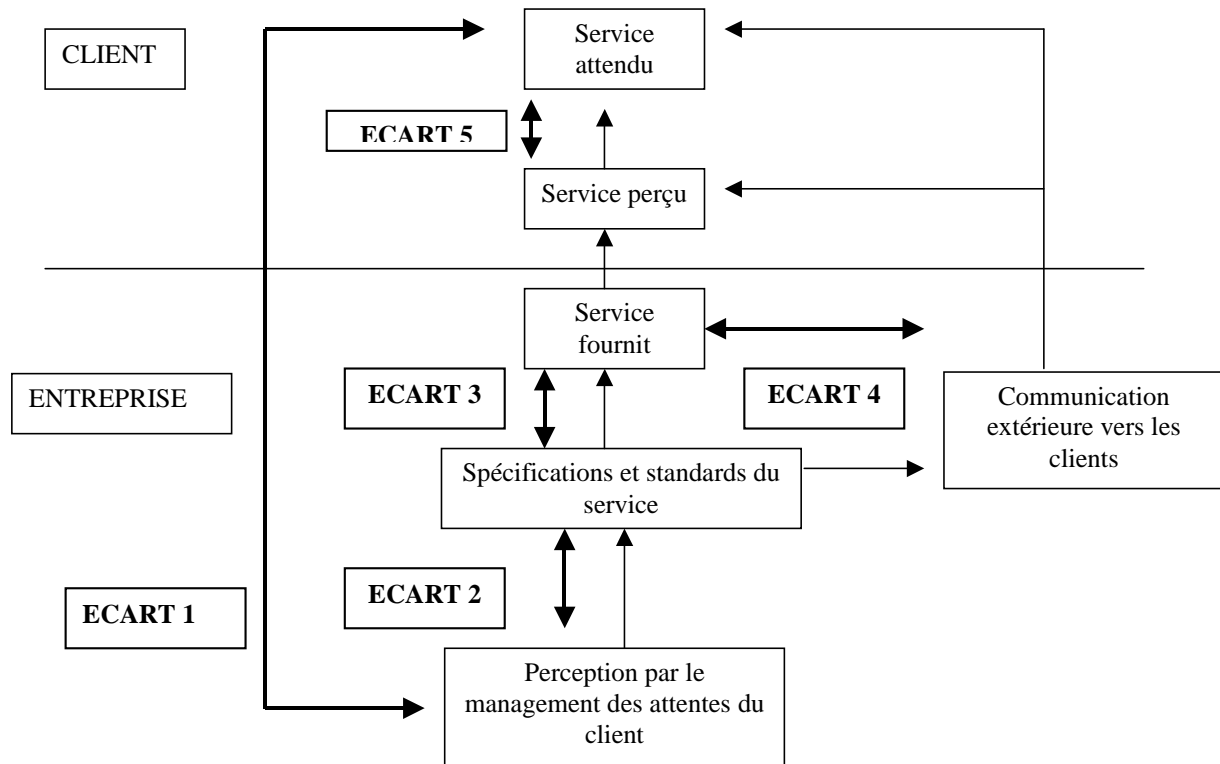 CLIENT
Service
attendu
ECART 5
Service perçu
Service
fournit
ENTREPRISE
ECART 3
ECART 4
Communication
extérieure vers les
clients
Spécifications et standards du
service
ECART 2
ECART 1
Perception par le
management des attentes du
client